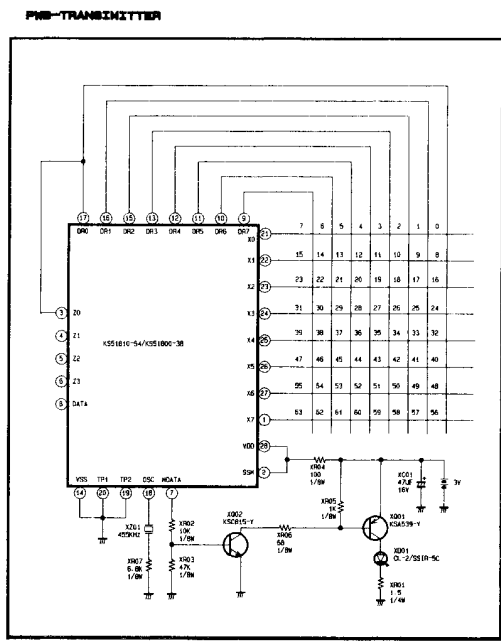 PWB-TRANSIMITTER
17 16 15 13 12 11 10 9
DR0 DR1 DR2 DR3 DR4 DR5 DR6 DR7
X0 21 7 6 5 4 3 2 1 0
X1 22 15 14 13 12 11 10 9 8
X2 23 23 22 21 20 19 18 17 16
3 Z0 X3 24 31 30 29 28 27 26 25 24
4 Z1 KS51810-54/KS51800-38 X4 25 39 38 37 36 35 34 33 32
5 Z2
6 Z3 X5 26 47 46 45 44 43 42 41 40
DATA X6 27 55 54 53 52 51 50 49 48
X7 1 63 62 61 60 59 58 57 56
VDD 28
VSS TP1 TP2 OSC MDATA SSM 2
14 20 19 18 7
XR04
100
1/8W
XC01
47UF
16V
3V
XR05
1K
1/8W
XQ01
KSA539-Y
XZ01
455KHZ
XR02
10K
1/8W
XQ02
KSC815-Y
XR06
68
1/8W
XR07
6.8K
1/8W
XR03
47K
1/8W
XD01
CL-2/SSIR-5C
XR01
1.5
1/4W